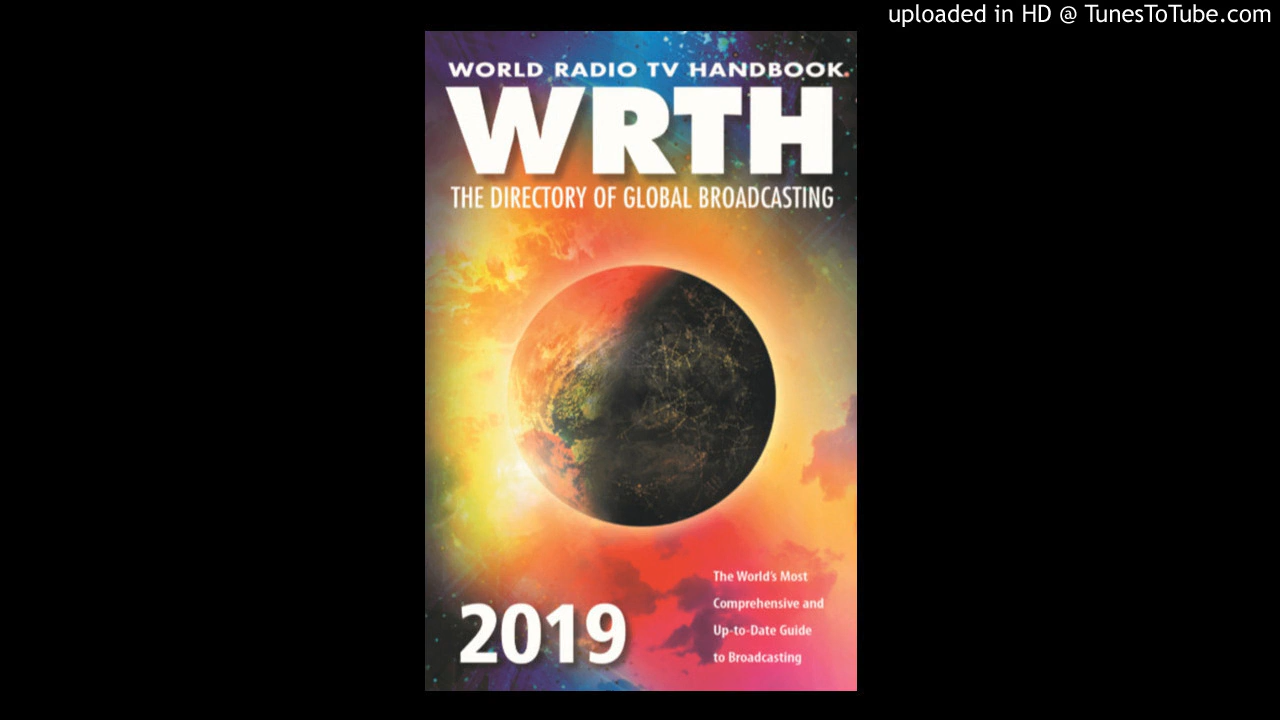 uploaded in HD @ TunesToTube.com
WORLD RADIO TV HANDBOOK.
WRTH
THE DIRECTORY OF GLOBAL BROADCASTING
2019
The World's Most
Comprehensive and
Up-to-Date Guide
to Broadcasting